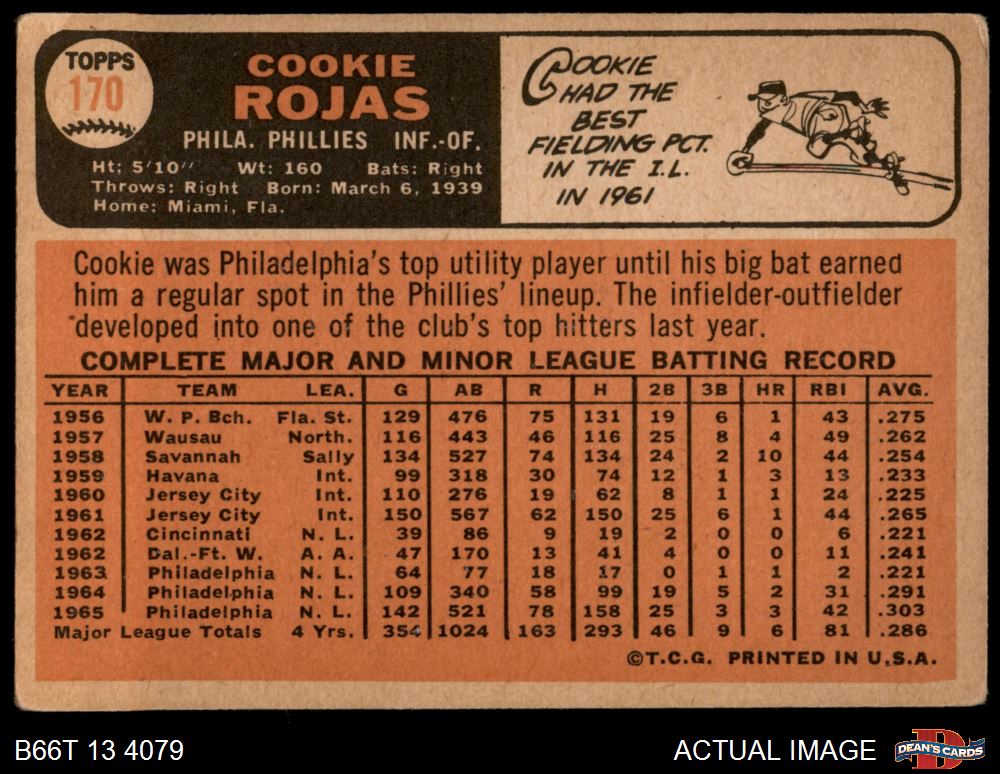 TOPPS
170
COOKIE
ROJAS
PHILA. PHILLIES INF.-OF.
Ht: 5'10" Wt: 160 Bats: Right
Throws: Right Born: March 6, 1939
Home: Miami, Fla.
COOKIE
HAD THE
BEST
FIELDING PCT.
IN THE I.L.
IN 1961
Cookie was Philadelphia's top utility player until his big bat earned
him a regular spot in the Phillies' lineup. The infielder-outfielder
developed into one of the club's top hitters last year.
COMPLETE MAJOR AND MINOR LEAGUE BATTING RECORD
YEAR TEAM LEA. G AB R H 2B 3B HR RBI AVG.
1956 W. P. Bch. Fla. St. 129 476 75 131 19 6 1 43 .275
1957 Wausau North. 116 443 46 116 25 8 4 49 .262
1958 Savannah Sally 134 527 74 134 24 2 10 44 .254
1959 Havana Int. 99 318 30 74 12 1 3 13 .233
1960 Jersey City Int. 110 276 19 62 8 1 1 24 .225
1961 Jersey City Int. 150 567 62 150 25 6 1 44 .265
1962 Cincinnati N. L. 39 86 9 19 2 0 0 6 .221
1962 Dal.-Ft. W. A. A. 47 170 13 41 4 0 0 11 .241
1963 Philadelphia N. L. 64 77 18 17 0 1 1 2 .221
1964 Philadelphia N. L. 109 340 58 99 19 5 2 31 .291
1965 Philadelphia N. L. 142 521 78 158 25 3 3 42 .303
Major League Totals 4 Yrs. 354 1024 163 293 46 9 6 81 .286
©T.C.G. PRINTED IN U.S.A.
B66T 13 4079
ACTUAL IMAGE
DEAN'S CARDS